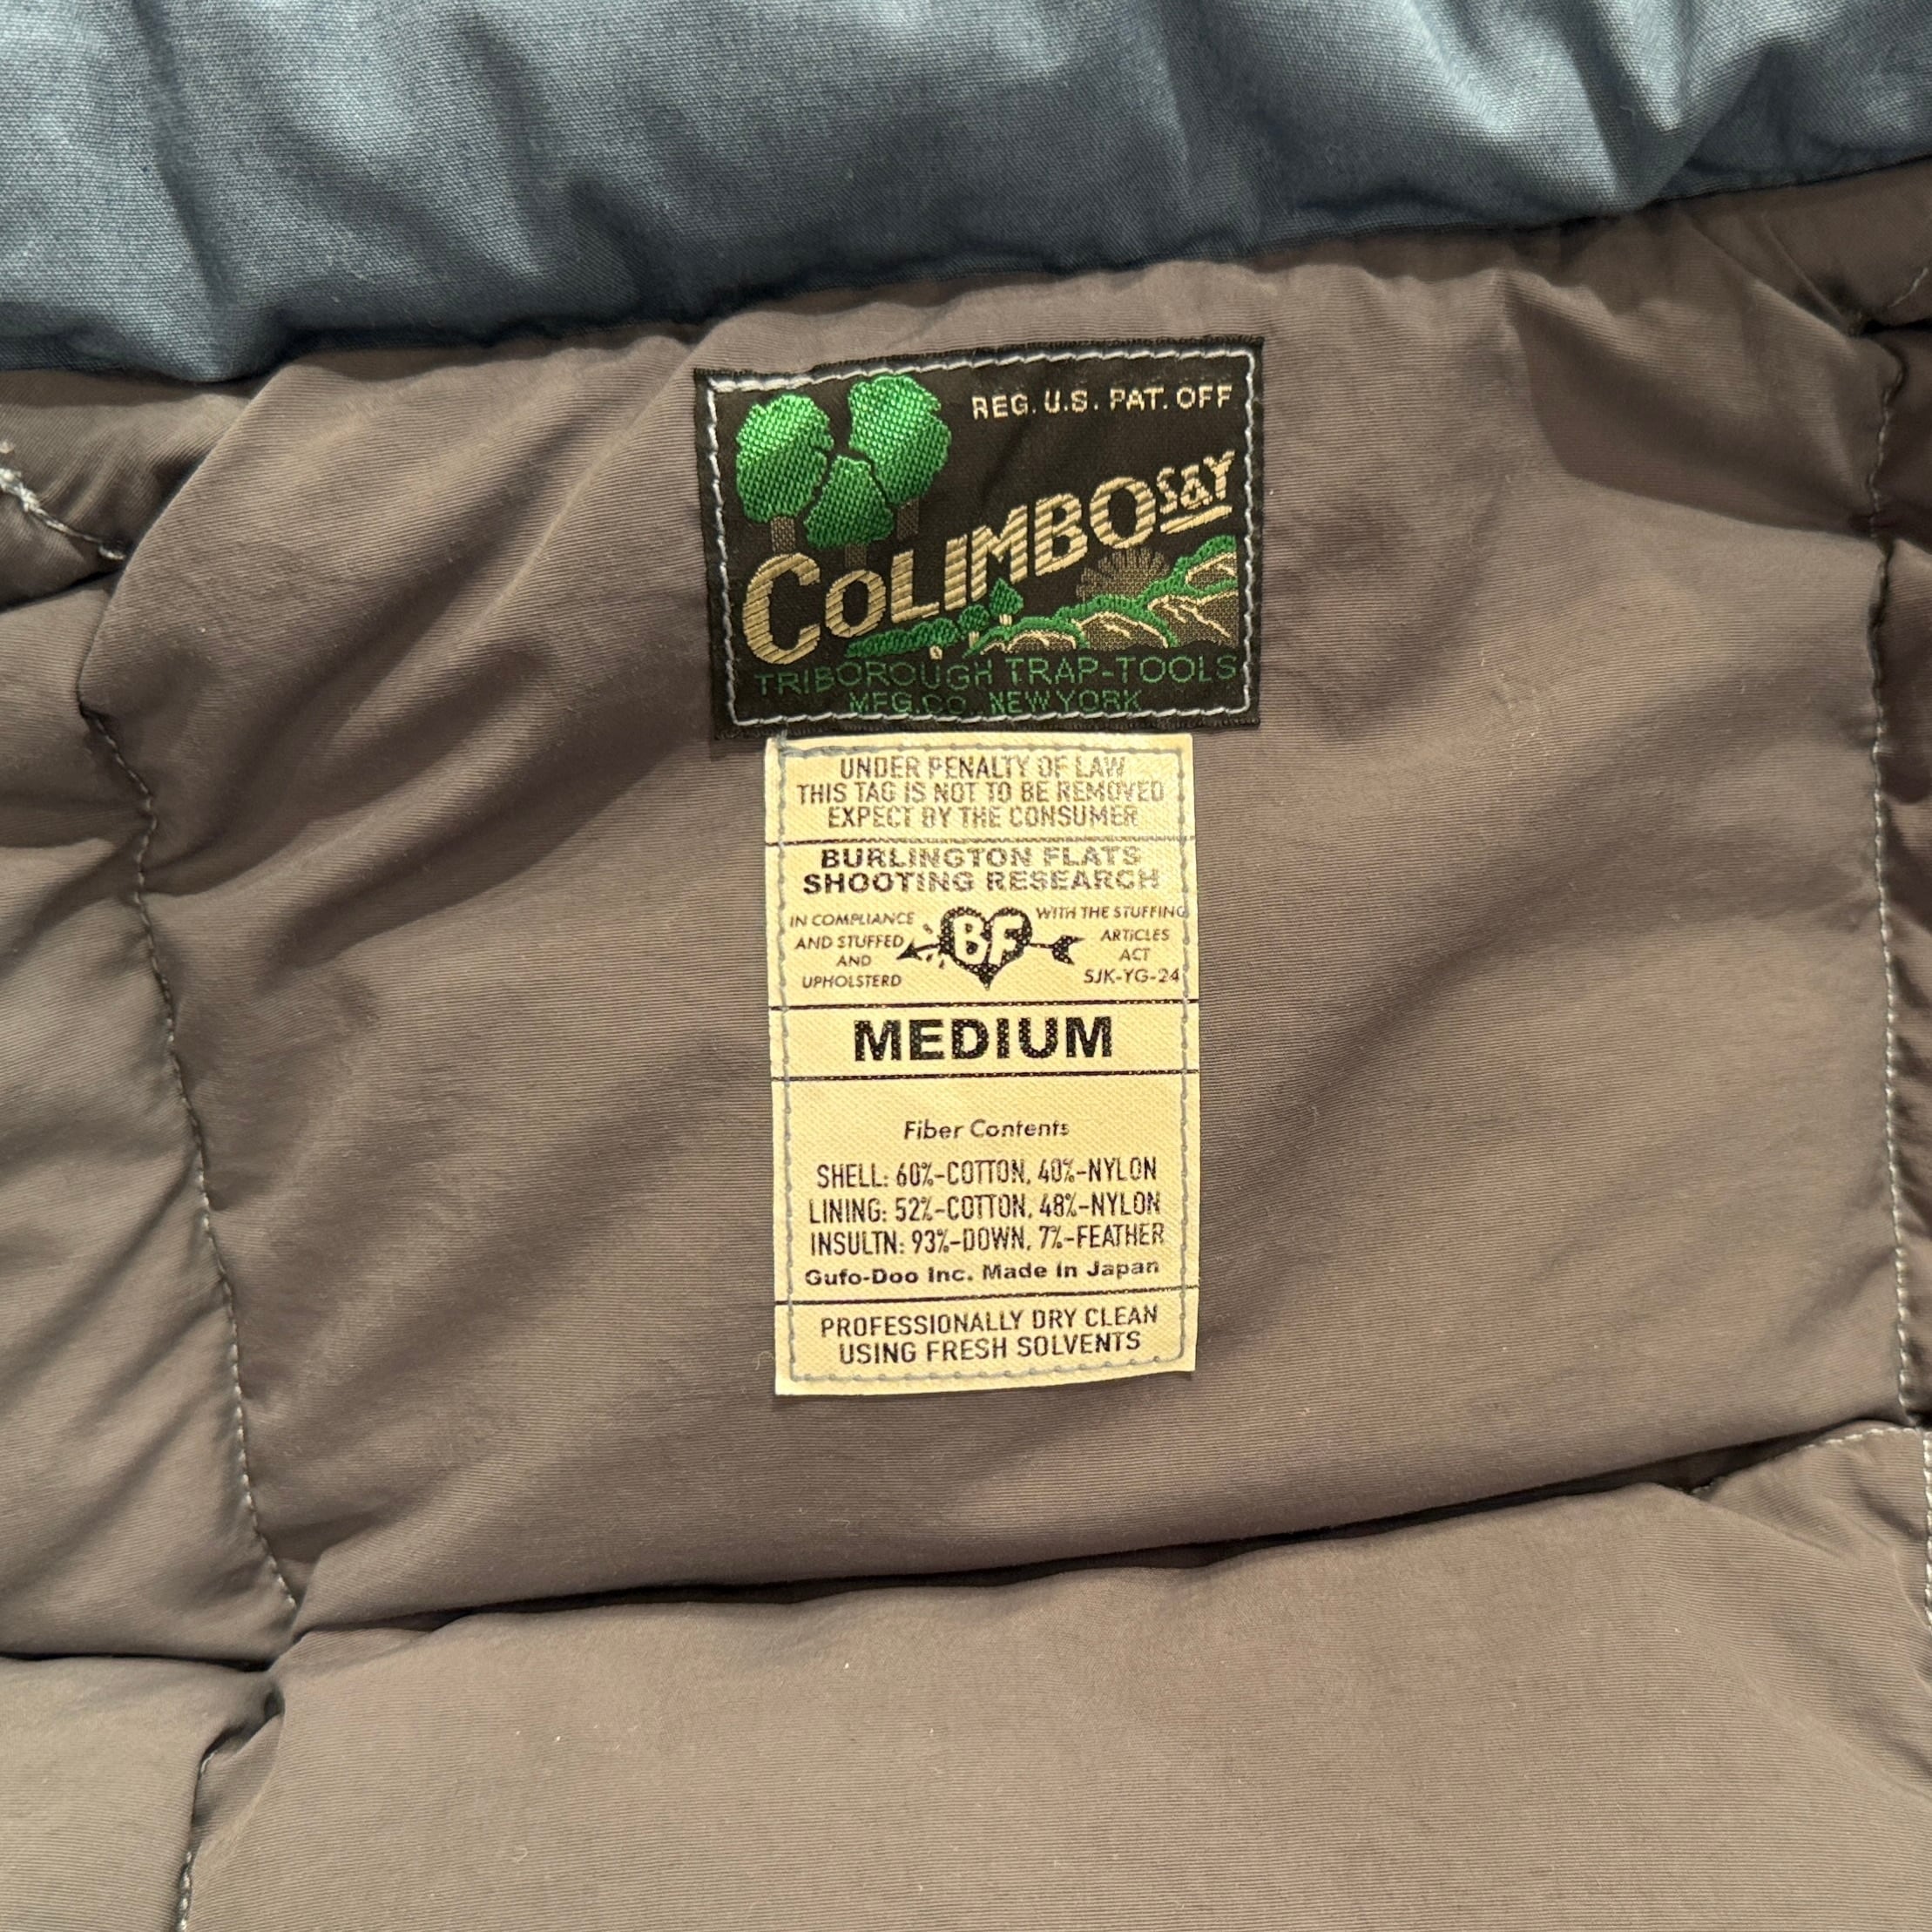 REG. U.S. PAT. OFF
COLIMBO S&Y
TRIBOROUGH TRAP-TOOLS
MFG.CO. NEW YORK
UNDER PENALTY OF LAW
THIS TAG IS NOT TO BE REMOVED
EXPECT BY THE CONSUMER
BURLINGTON FLATS
SHOOTING RESEARCH
IN COMPLIANCE
AND STUFFED
AND
UPHOLSTERD
BF
WITH THE STUFFING
ARTICLES
ACT
SJK-YG-24
MEDIUM
Fiber Contents
SHELL: 60%-COTTON, 40%-NYLON
LINING: 52%-COTTON, 48%-NYLON
INSULTN: 93%-DOWN, 7%-FEATHER
Gufo-Doo Inc. Made in Japan
PROFESSIONALLY DRY CLEAN
USING FRESH SOLVENTS